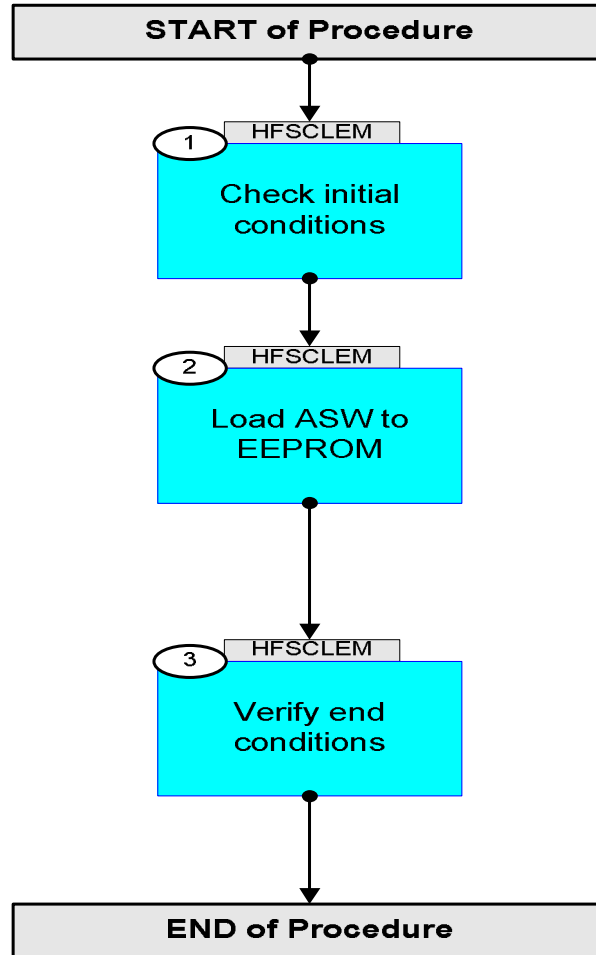 START of Procedure
HFSCLEM
1
Check initial
conditions
HFSCLEM
2
Load ASW to
EEPROM
HFSCLEM
3
Verify end
conditions
END of Procedure